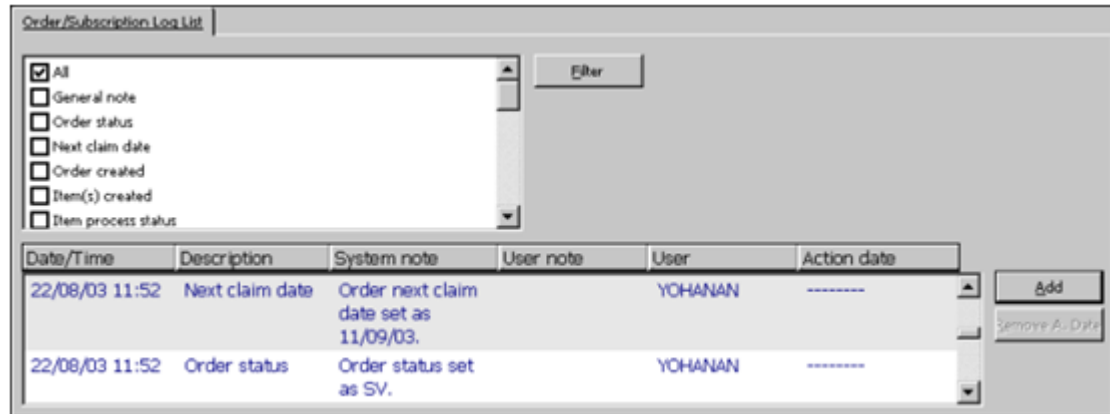 Order/Subscription Log List
All
Filter
General note
Order status
Next claim date
Order created
Item(s) created
Item process status
Date/Time Description System note User note User Action date
22/08/03 11:52 Next claim date Order next claim YOHANAN --------
date set as
11/09/03.
Add
Remove A. Date
22/08/03 11:52 Order status Order status set YOHANAN --------
as SV.